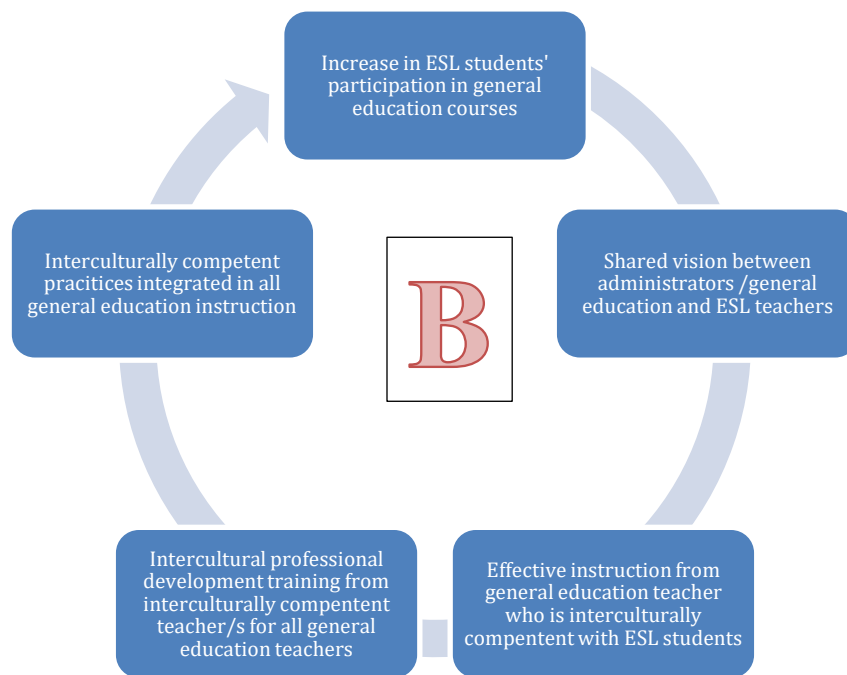 Increase in ESL students'
participation in general
education courses
Shared vision between
administrators /general
education and ESL teachers
Effective instruction from
general education teacher
who is interculturally
compentent with ESL students
Intercultural professional
development training from
interculturally compentent
teacher/s for all general
education teachers
Interculturally competent
pracitices integrated in all
general education instruction
B